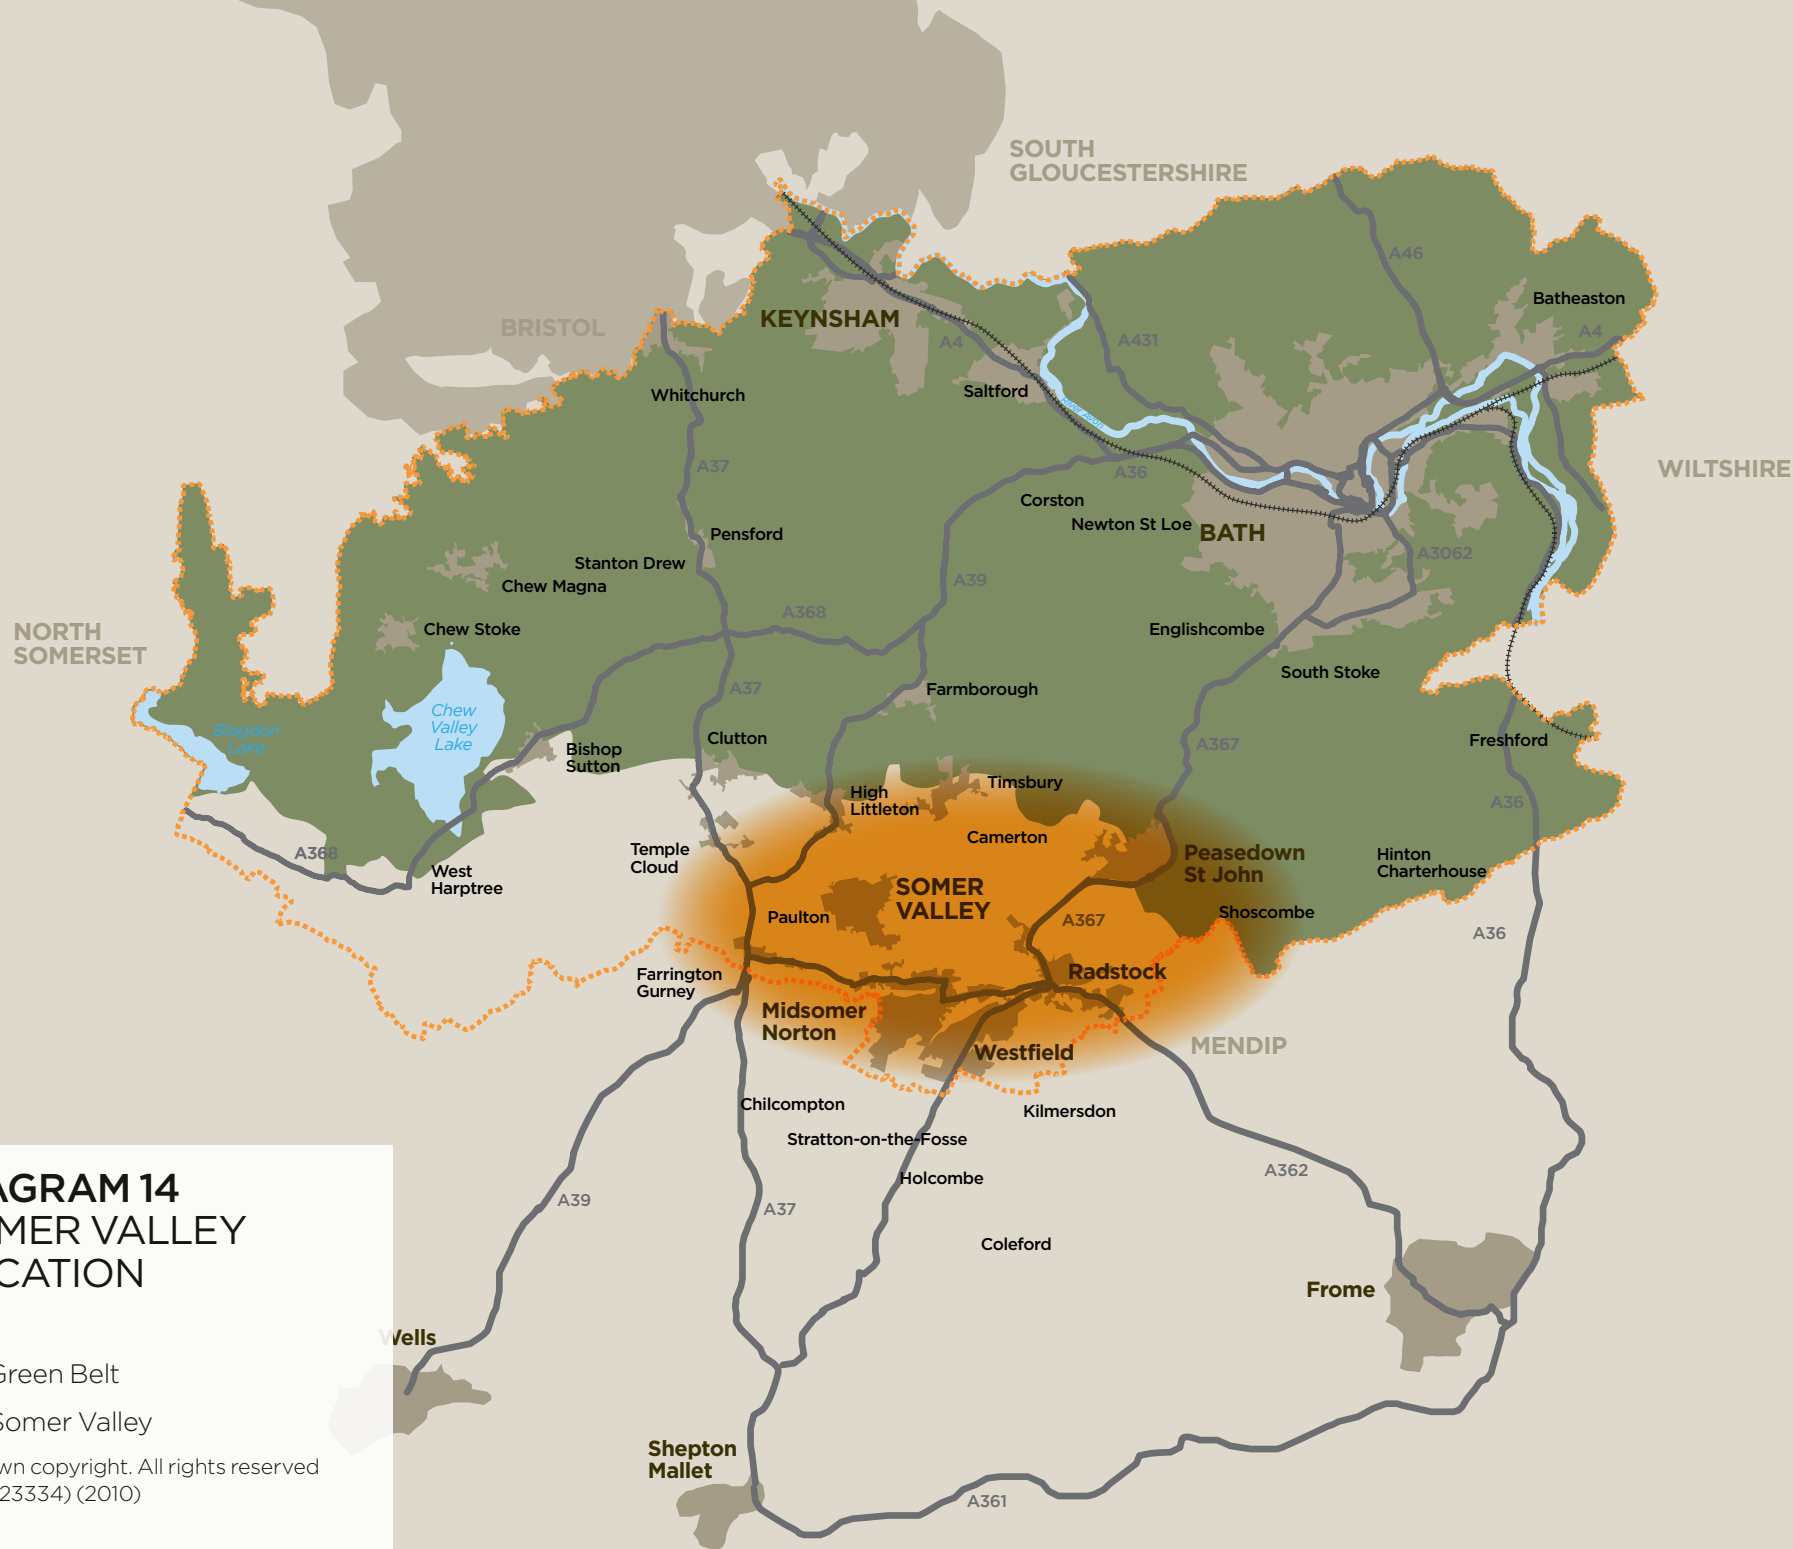 SOUTH
GLOUCESTERSHIRE
A46
Batheaston
BRISTOL
KEYNSHAM
A4
A431
A4
Whitchurch
Saltford
River Avon
A37
A36
WILTSHIRE
Corston
Newton St Loe
BATH
Pensford
Stanton Drew
Chew Magna
A39
A3062
A368
Chew Stoke
Englishcombe
NORTH
SOMERSET
South Stoke
A37
Farmborough
Chew
Valley
Lake
Blagdon
Lake
Clutton
Bishop
Sutton
A367
Freshford
Timsbury
High
Littleton
A36
Camerton
Temple
Cloud
A368
West
Harptree
Peasedown
St John
Hinton
Charterhouse
SOMER
VALLEY
Paulton
A367
Shoscombe
A36
Farrington
Gurney
Radstock
Midsomer
Norton
Westfield
MENDIP
Chilcompton
Kilmersdon
Stratton-on-the-Fosse
Holcombe
A362
A39
A37
Coleford
Frome
Wells
Shepton
Mallet
A361
AGRAM 14
MER VALLEY
CATION
Green Belt
Somer Valley
wn copyright. All rights reserved
23334) (2010)